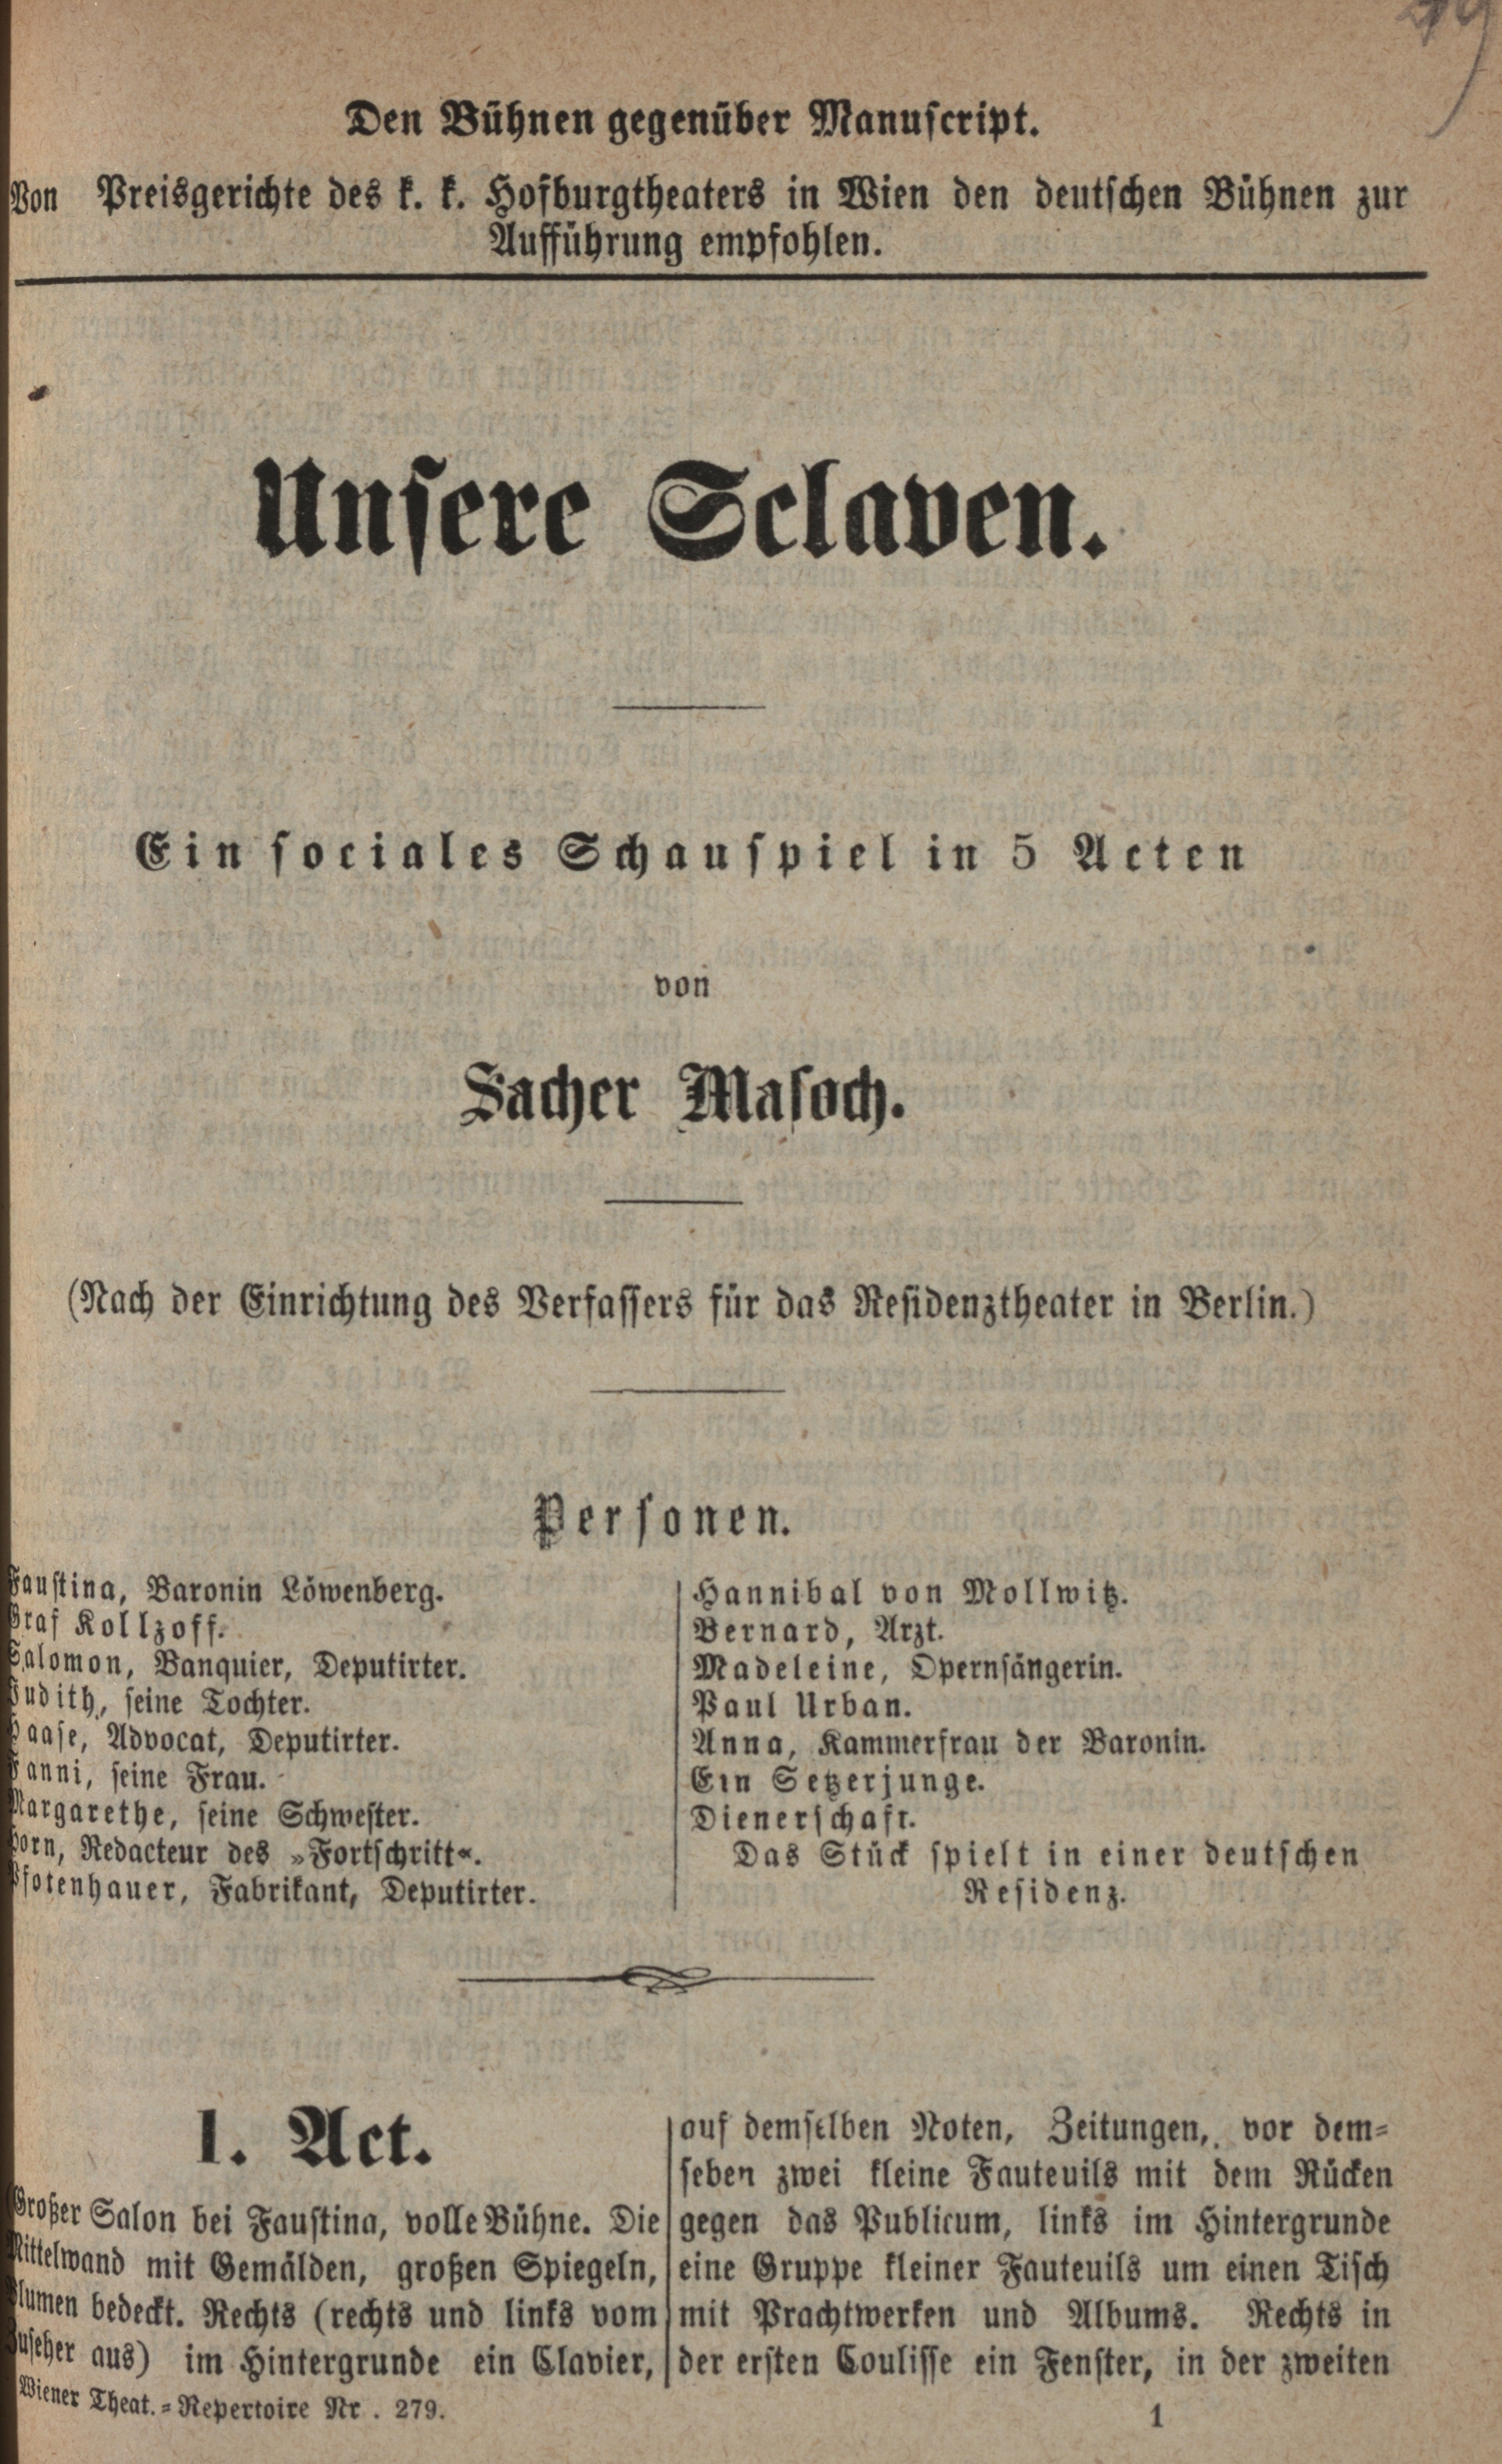 Den Bühnen gegenüber Manuscript.
Von Preisgerichte des k. k. Hofburgtheaters in Wien den deutschen Bühnen zur
Aufführung empfohlen.
Unsere Sclaven.
Ein sociales Schauspiel in 5 Acten
von
Sacher Masoch.
(Nach der Einrichtung des Verfassers für das Residenztheater in Berlin.)
Personen.
Faustina, Baronin Löwenberg.
Graf Kollzoff.
Salomon, Banquier, Deputirter.
Judith, seine Tochter.
Haase, Advocat, Deputirter.
Fanni, seine Frau.
Margarethe, seine Schwester.
Horn, Redacteur des »Fortschritt«.
Pfotenhauer, Fabrikant, Deputirter.
Hannibal von Mollwitz.
Bernard, Arzt.
Madeleine, Opernsängerin.
Paul Urban.
Anna, Kammerfrau der Baronin.
Ein Setzerjunge.
Dienerschaft.
Das Stück spielt in einer deutschen
Residenz.
1. Act.
Großer Salon bei Faustina, volle Bühne. Die
Mittelwand mit Gemälden, großen Spiegeln,
Blumen bedeckt. Rechts (rechts und links vom
Zuseher aus) im Hintergrunde ein Clavier,
auf demselben Noten, Zeitungen, vor dem-
seben zwei kleine Fauteuils mit dem Rücken
gegen das Publicum, links im Hintergrunde
eine Gruppe kleiner Fauteuils um einen Tisch
mit Prachtwerken und Albums. Rechts in
der ersten Coulisse ein Fenster, in der zweiten
Wiener Theat.-Repertoire Nr. 279.
1